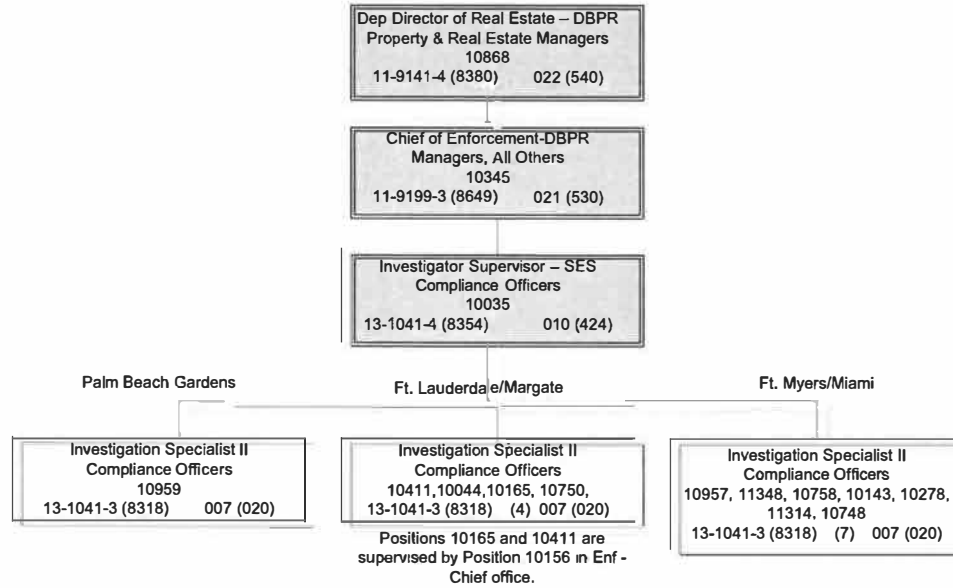 Dep Director of Real Estate – DBPR
Property & Real Estate Managers
10868
11-9141-4 (8380) 022 (540)
Chief of Enforcement-DBPR
Managers, All Others
10345
11-9199-3 (8649) 021 (530)
Investigator Supervisor – SES
Compliance Officers
10035
13-1041-4 (8354) 010 (424)
Palm Beach Gardens
Ft. Lauderdale/Margate
Ft. Myers/Miami
Investigation Specialist II
Compliance Officers
10959
13-1041-3 (8318) 007 (020)
Investigation Specialist II
Compliance Officers
10411,10044,10165, 10750,
13-1041-3 (8318) (4) 007 (020)
Positions 10165 and 10411 are
supervised by Position 10156 in Enf -
Chief office.
Investigation Specialist II
Compliance Officers
10957, 11348, 10758, 10143, 10278,
11314, 10748
13-1041-3 (8318) (7) 007 (020)